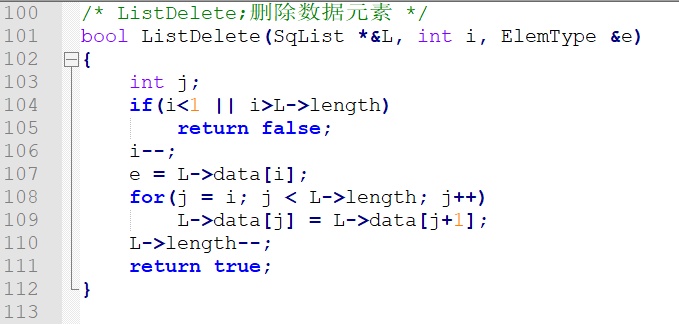 100 /* ListDelete;删除数据元素 */
101 bool ListDelete(SqList *&L, int i, ElemType &e)
102 {
103     int j;
104     if(i<1 || i>L->length)
105         return false;
106     i--;
107     e = L->data[i];
108     for(j = i; j < L->length; j++)
109         L->data[j] = L->data[j+1];
110     L->length--;
111     return true;
112 }
113